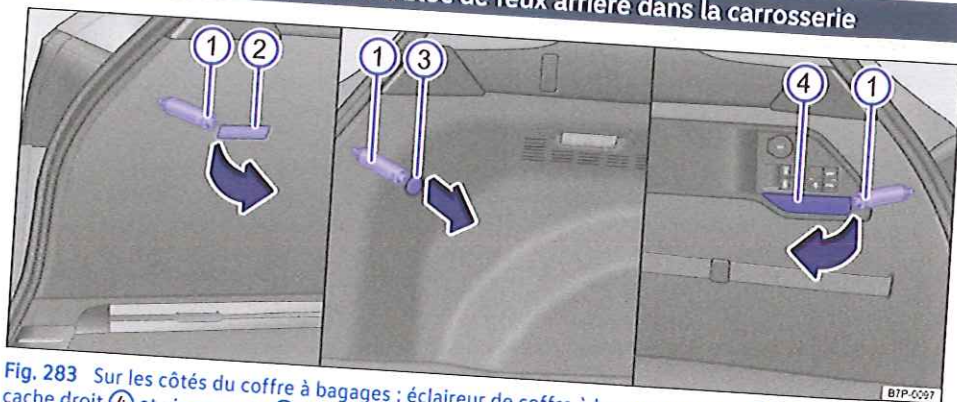 bloc de feux arrière dans la carrosserie
1 2 1 3 4 1
B7P-0097
Fig. 283 Sur les côtés du coffre à bagages : éclaireur de coffre à
cache droit 4